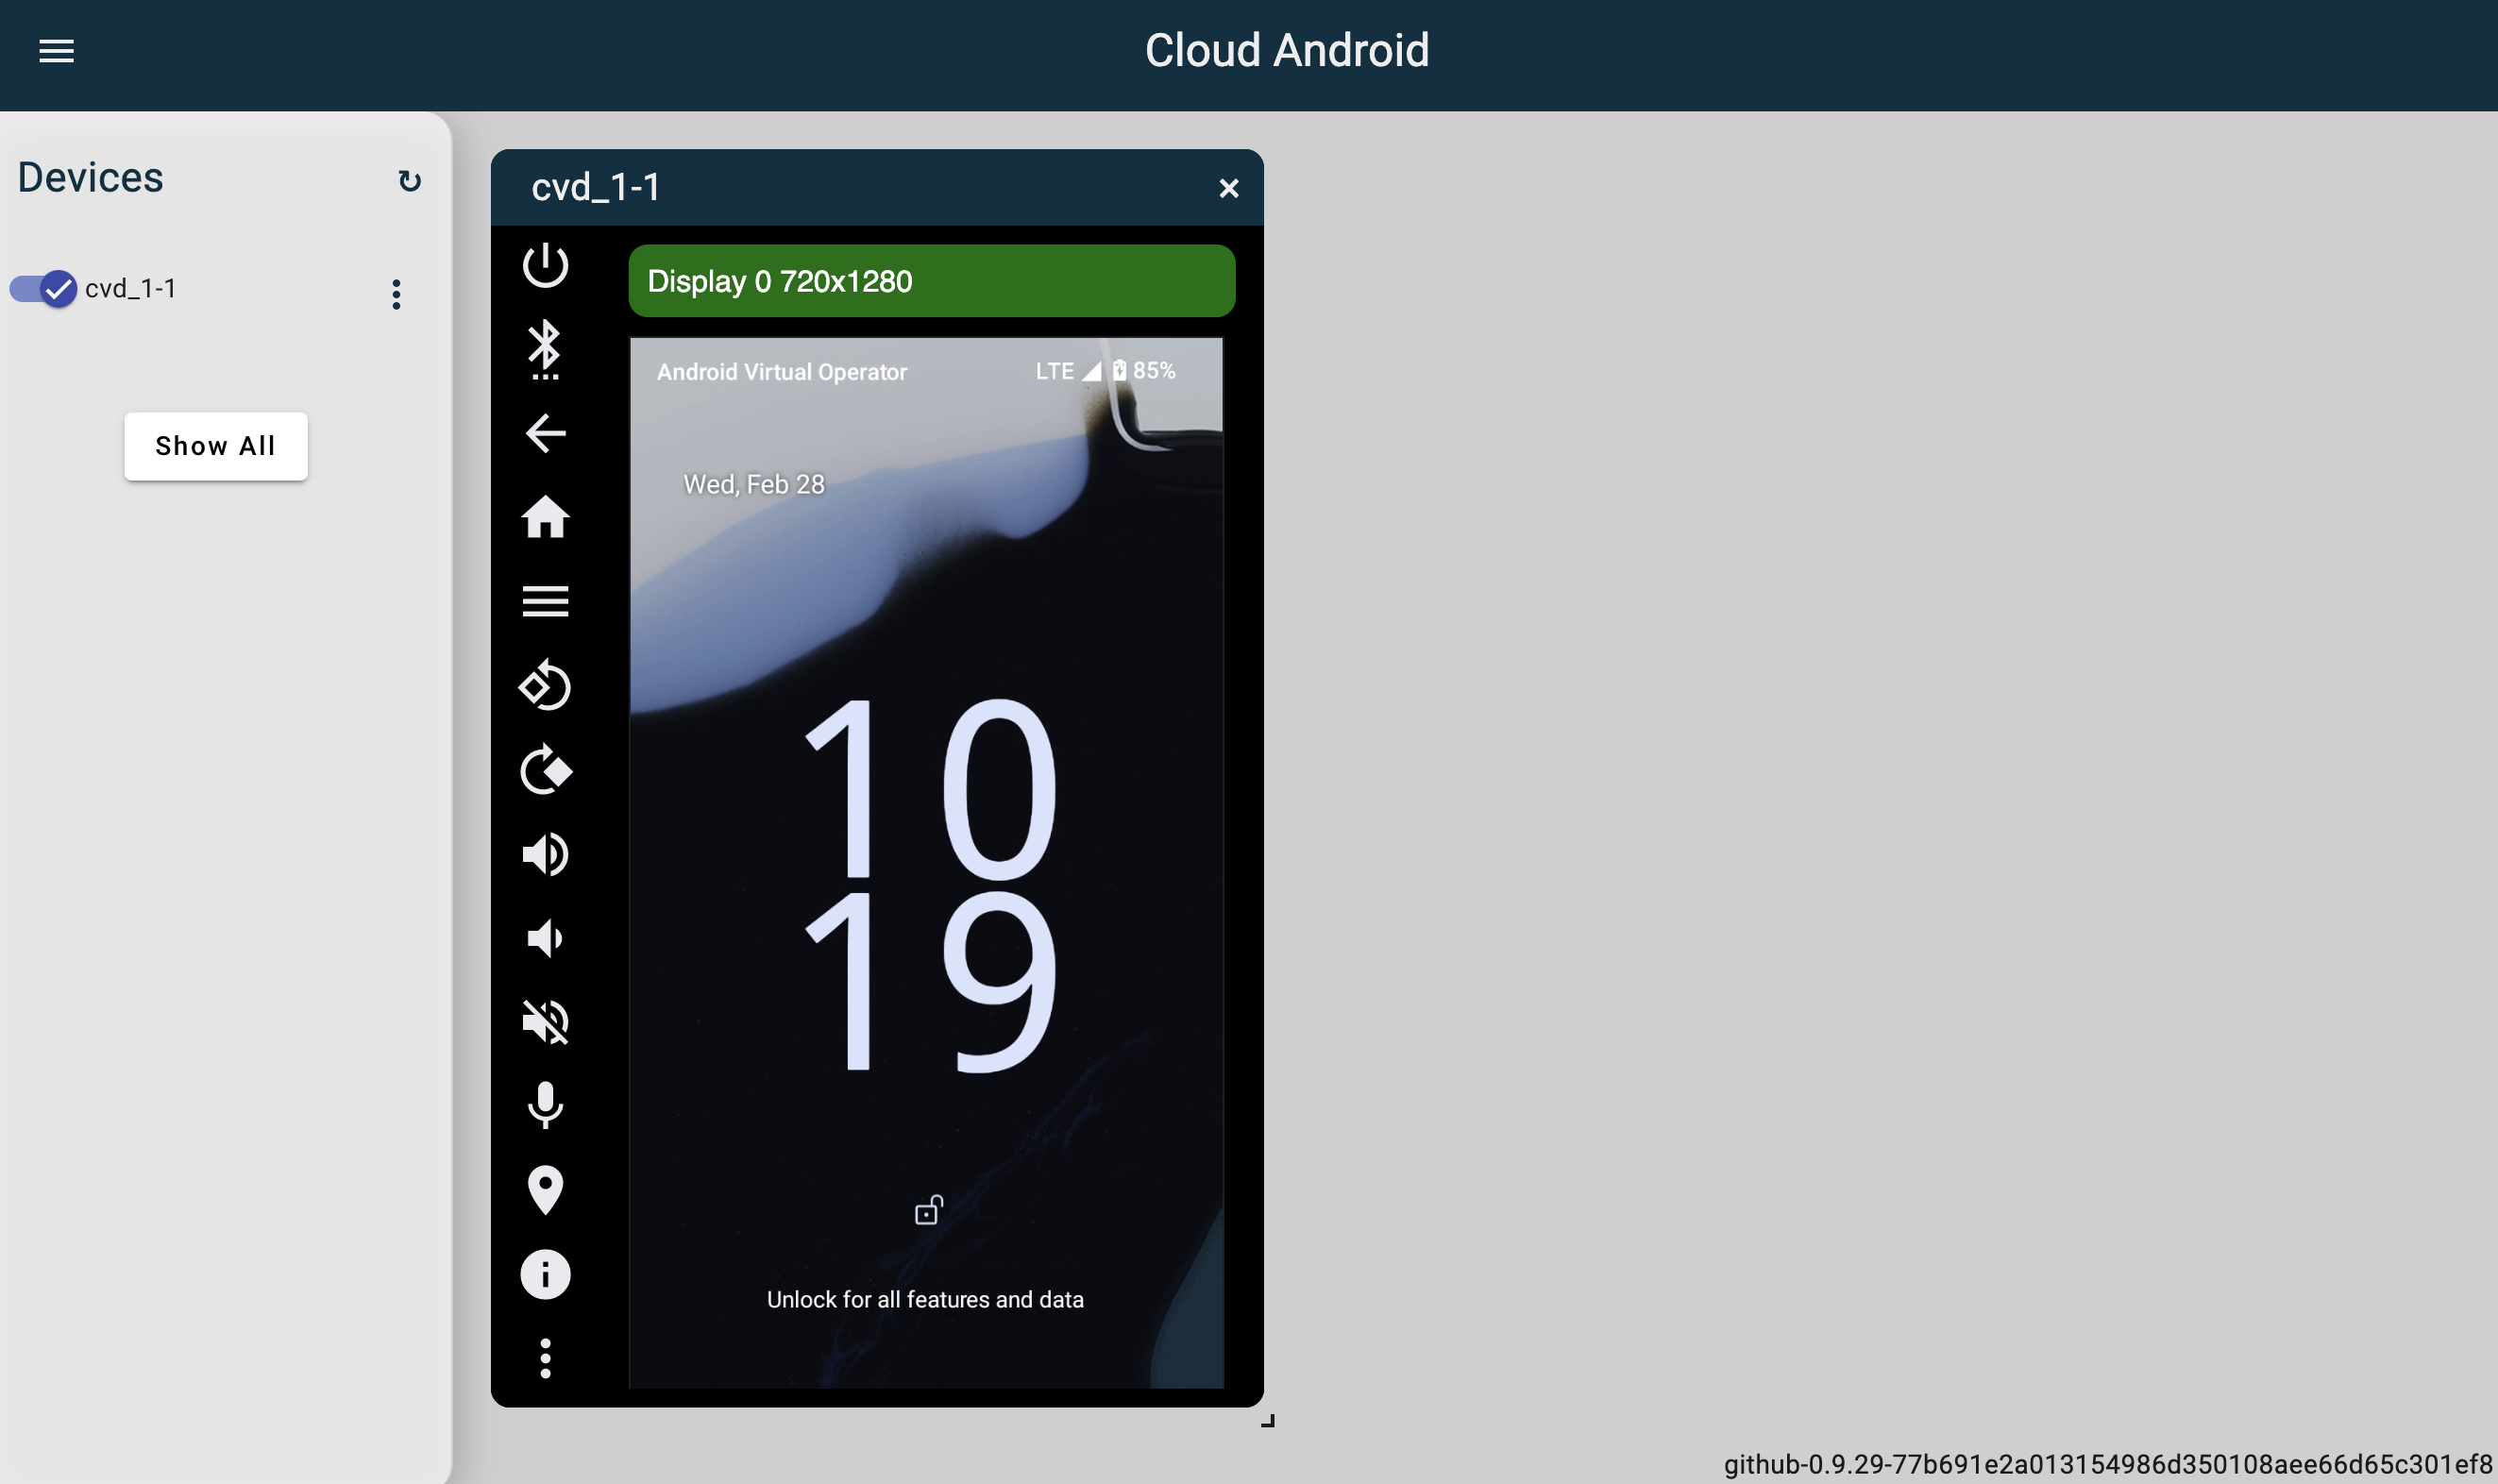 Cloud Android
Devices
cvd_1-1
Show All
cvd_1-1
Display 0 720x1280
Android Virtual Operator LTE 85%
Wed, Feb 28
10
19
Unlock for all features and data
github-0.9.29-77b691e2a013154986d350108aee66d65c301ef8